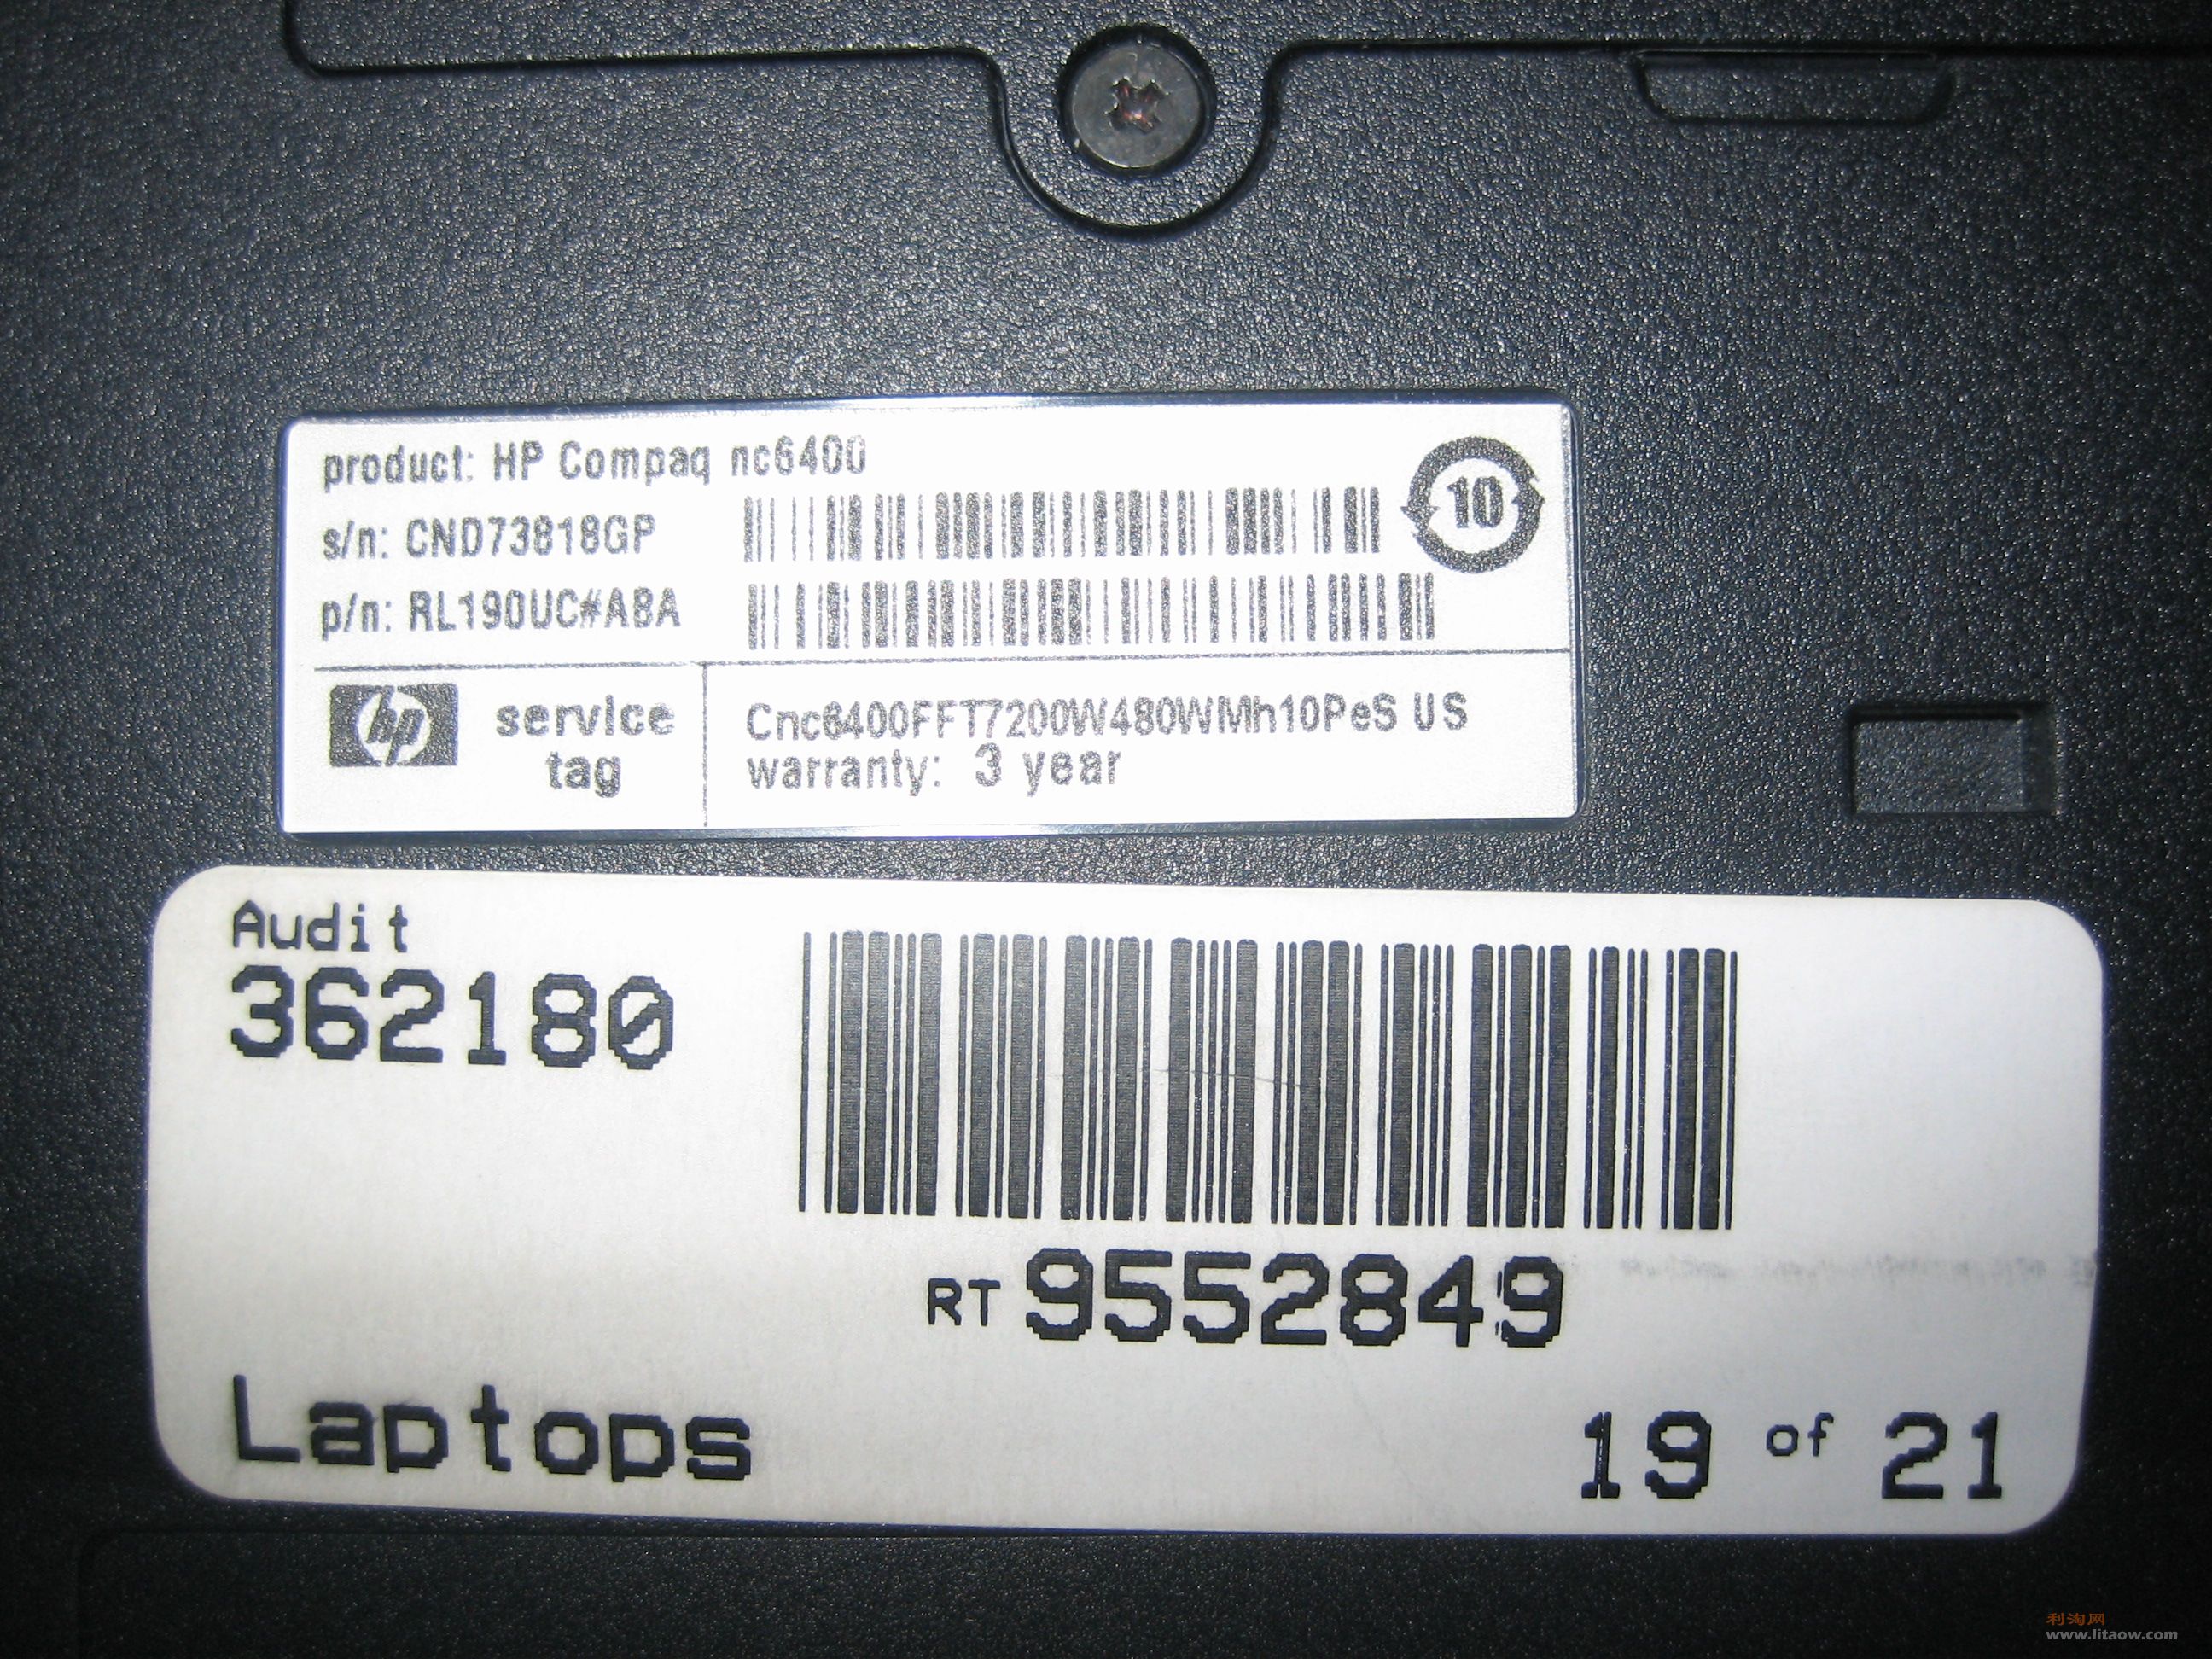 product: HP Compaq nc6400
s/n: CND73818GP
p/n: RL190UC#ABA
10
hp
service
tag
Cnc6400FFT7200W480WMh10PeS US
warranty: 3 year
Audit
362180
RT 9552849
Laptops
19 of 21
利淘网
www.litaow.com